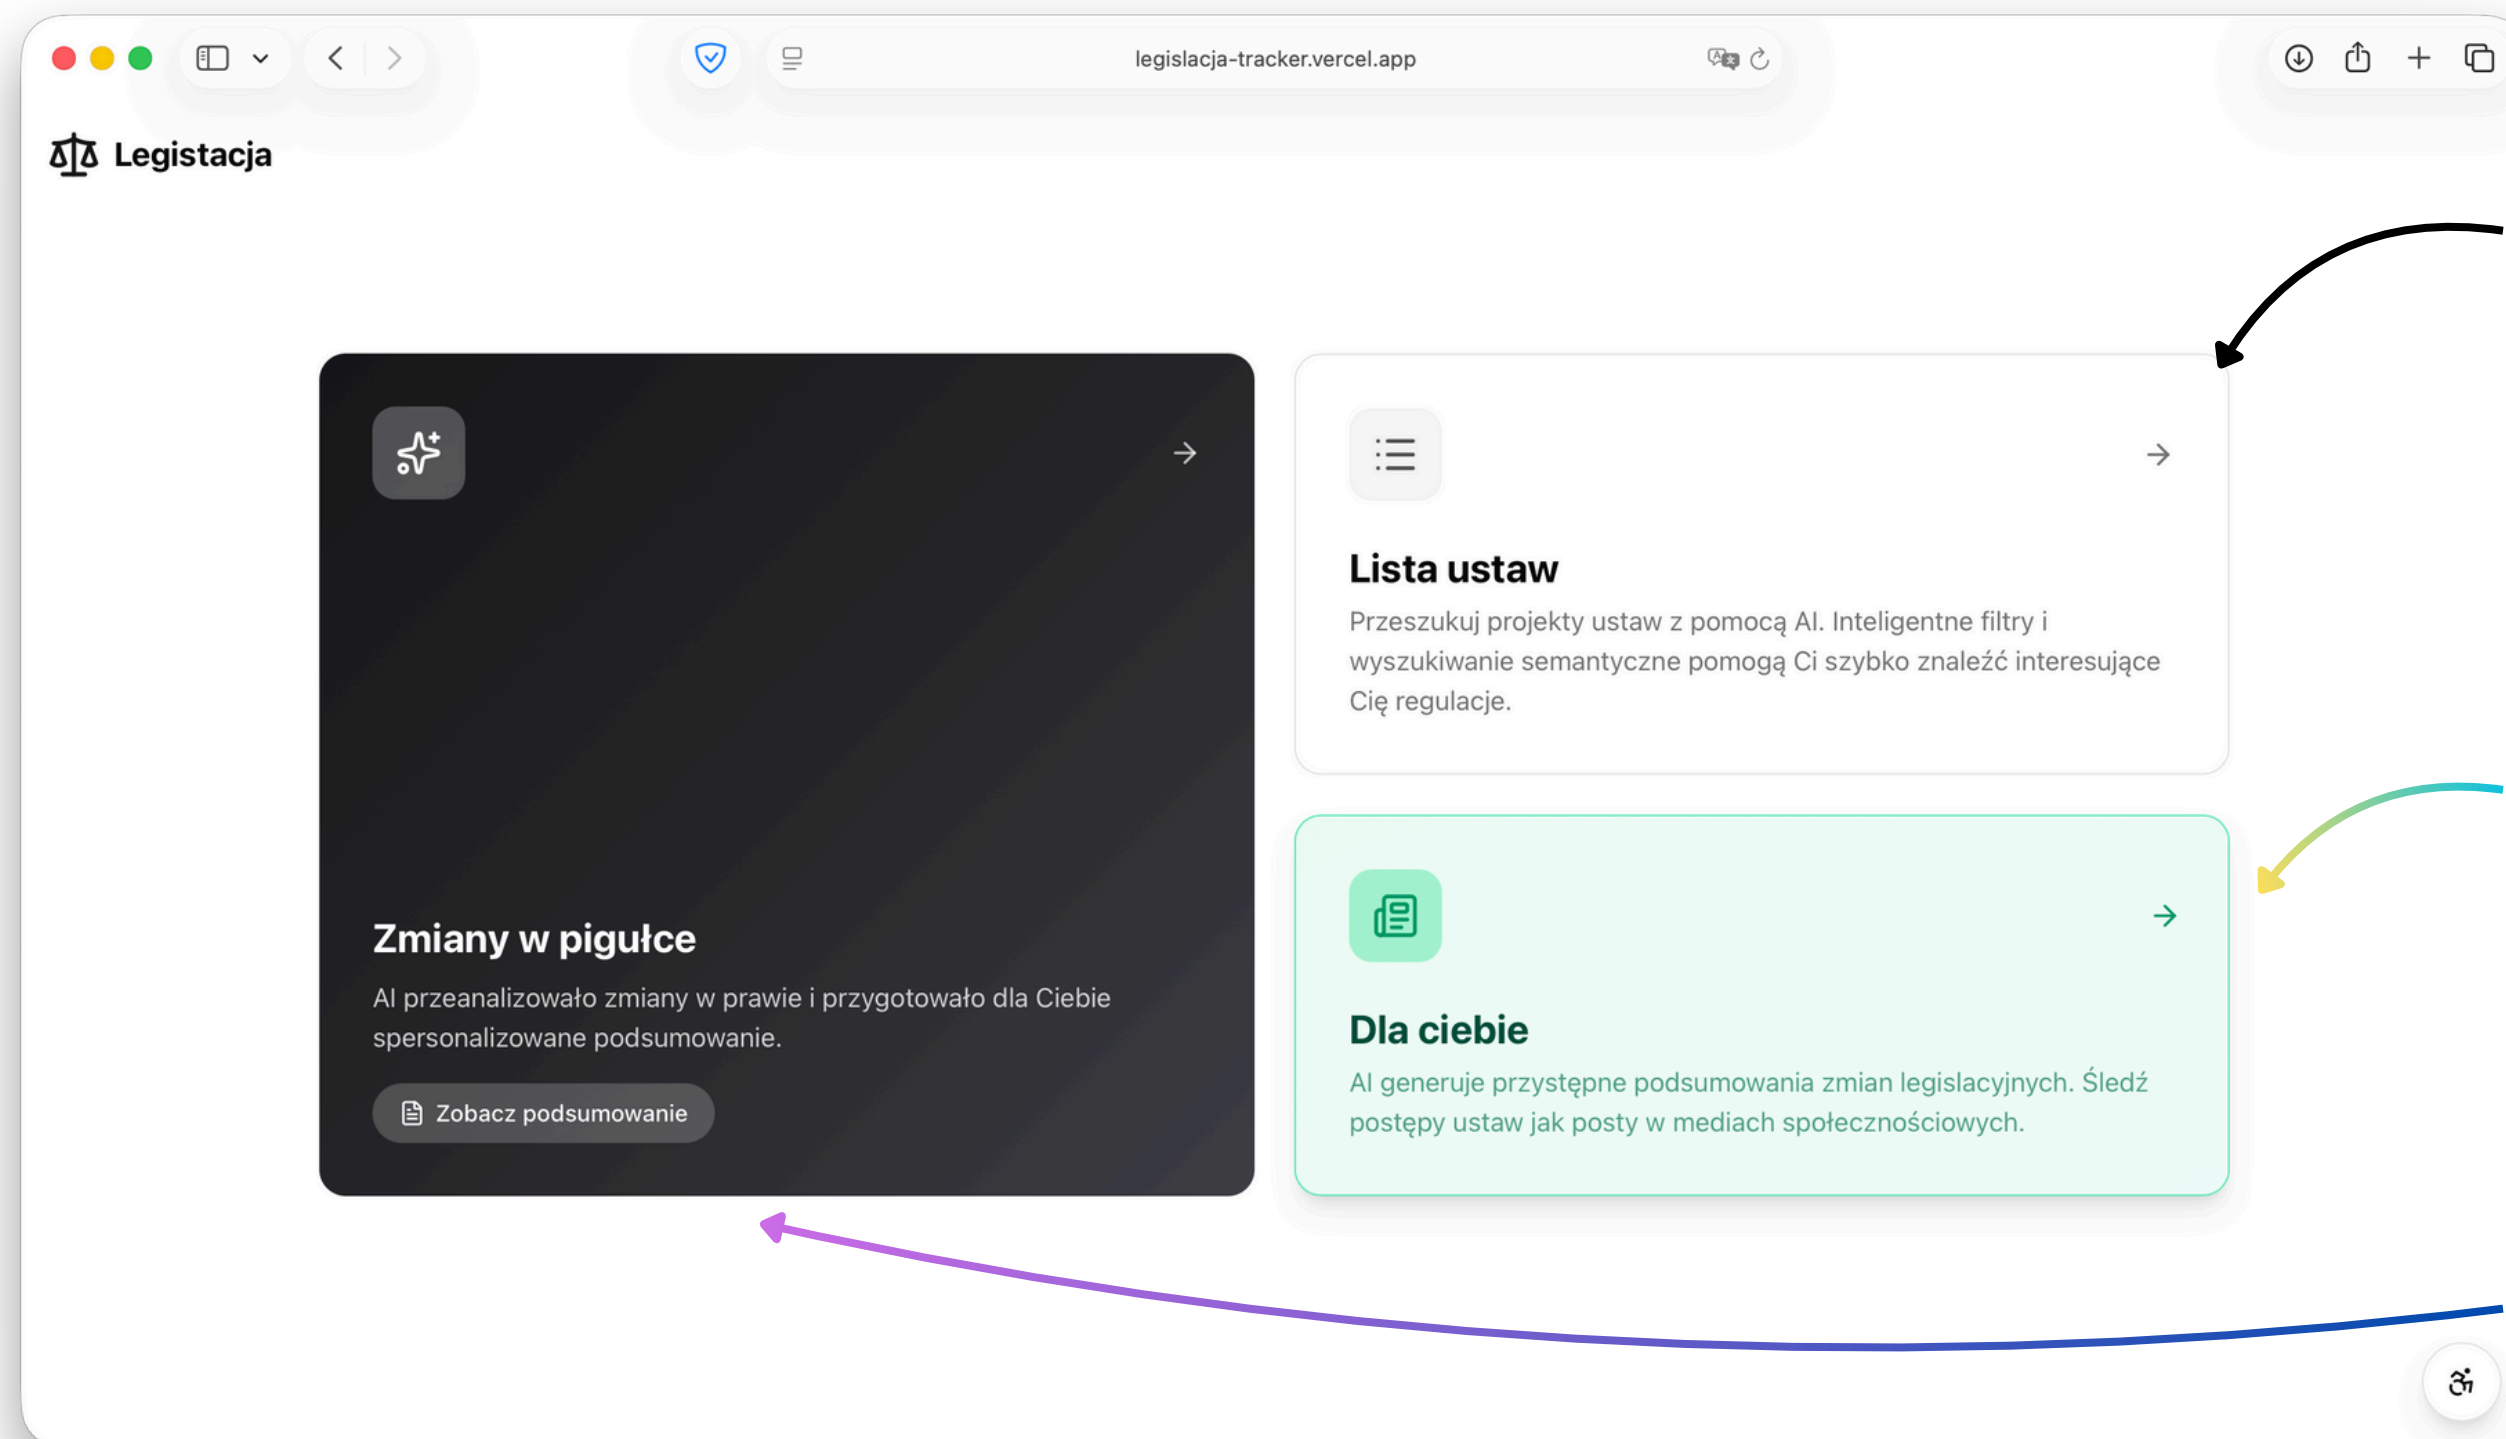 legislacja-tracker.vercel.app
Legistacja
Zmiany w pigułce
AI przeanalizowało zmiany w prawie i przygotowało dla Ciebie
spersonalizowane podsumowanie.
Zobacz podsumowanie
Lista ustaw
Przeszukuj projekty ustaw z pomocą AI. Inteligentne filtry i
wyszukiwanie semantyczne pomogą Ci szybko znaleźć interesujące
Cię regulacje.
Dla ciebie
AI generuje przystępne podsumowania zmian legislacyjnych. Śledź
postępy ustaw jak posty w mediach społecznościowych.